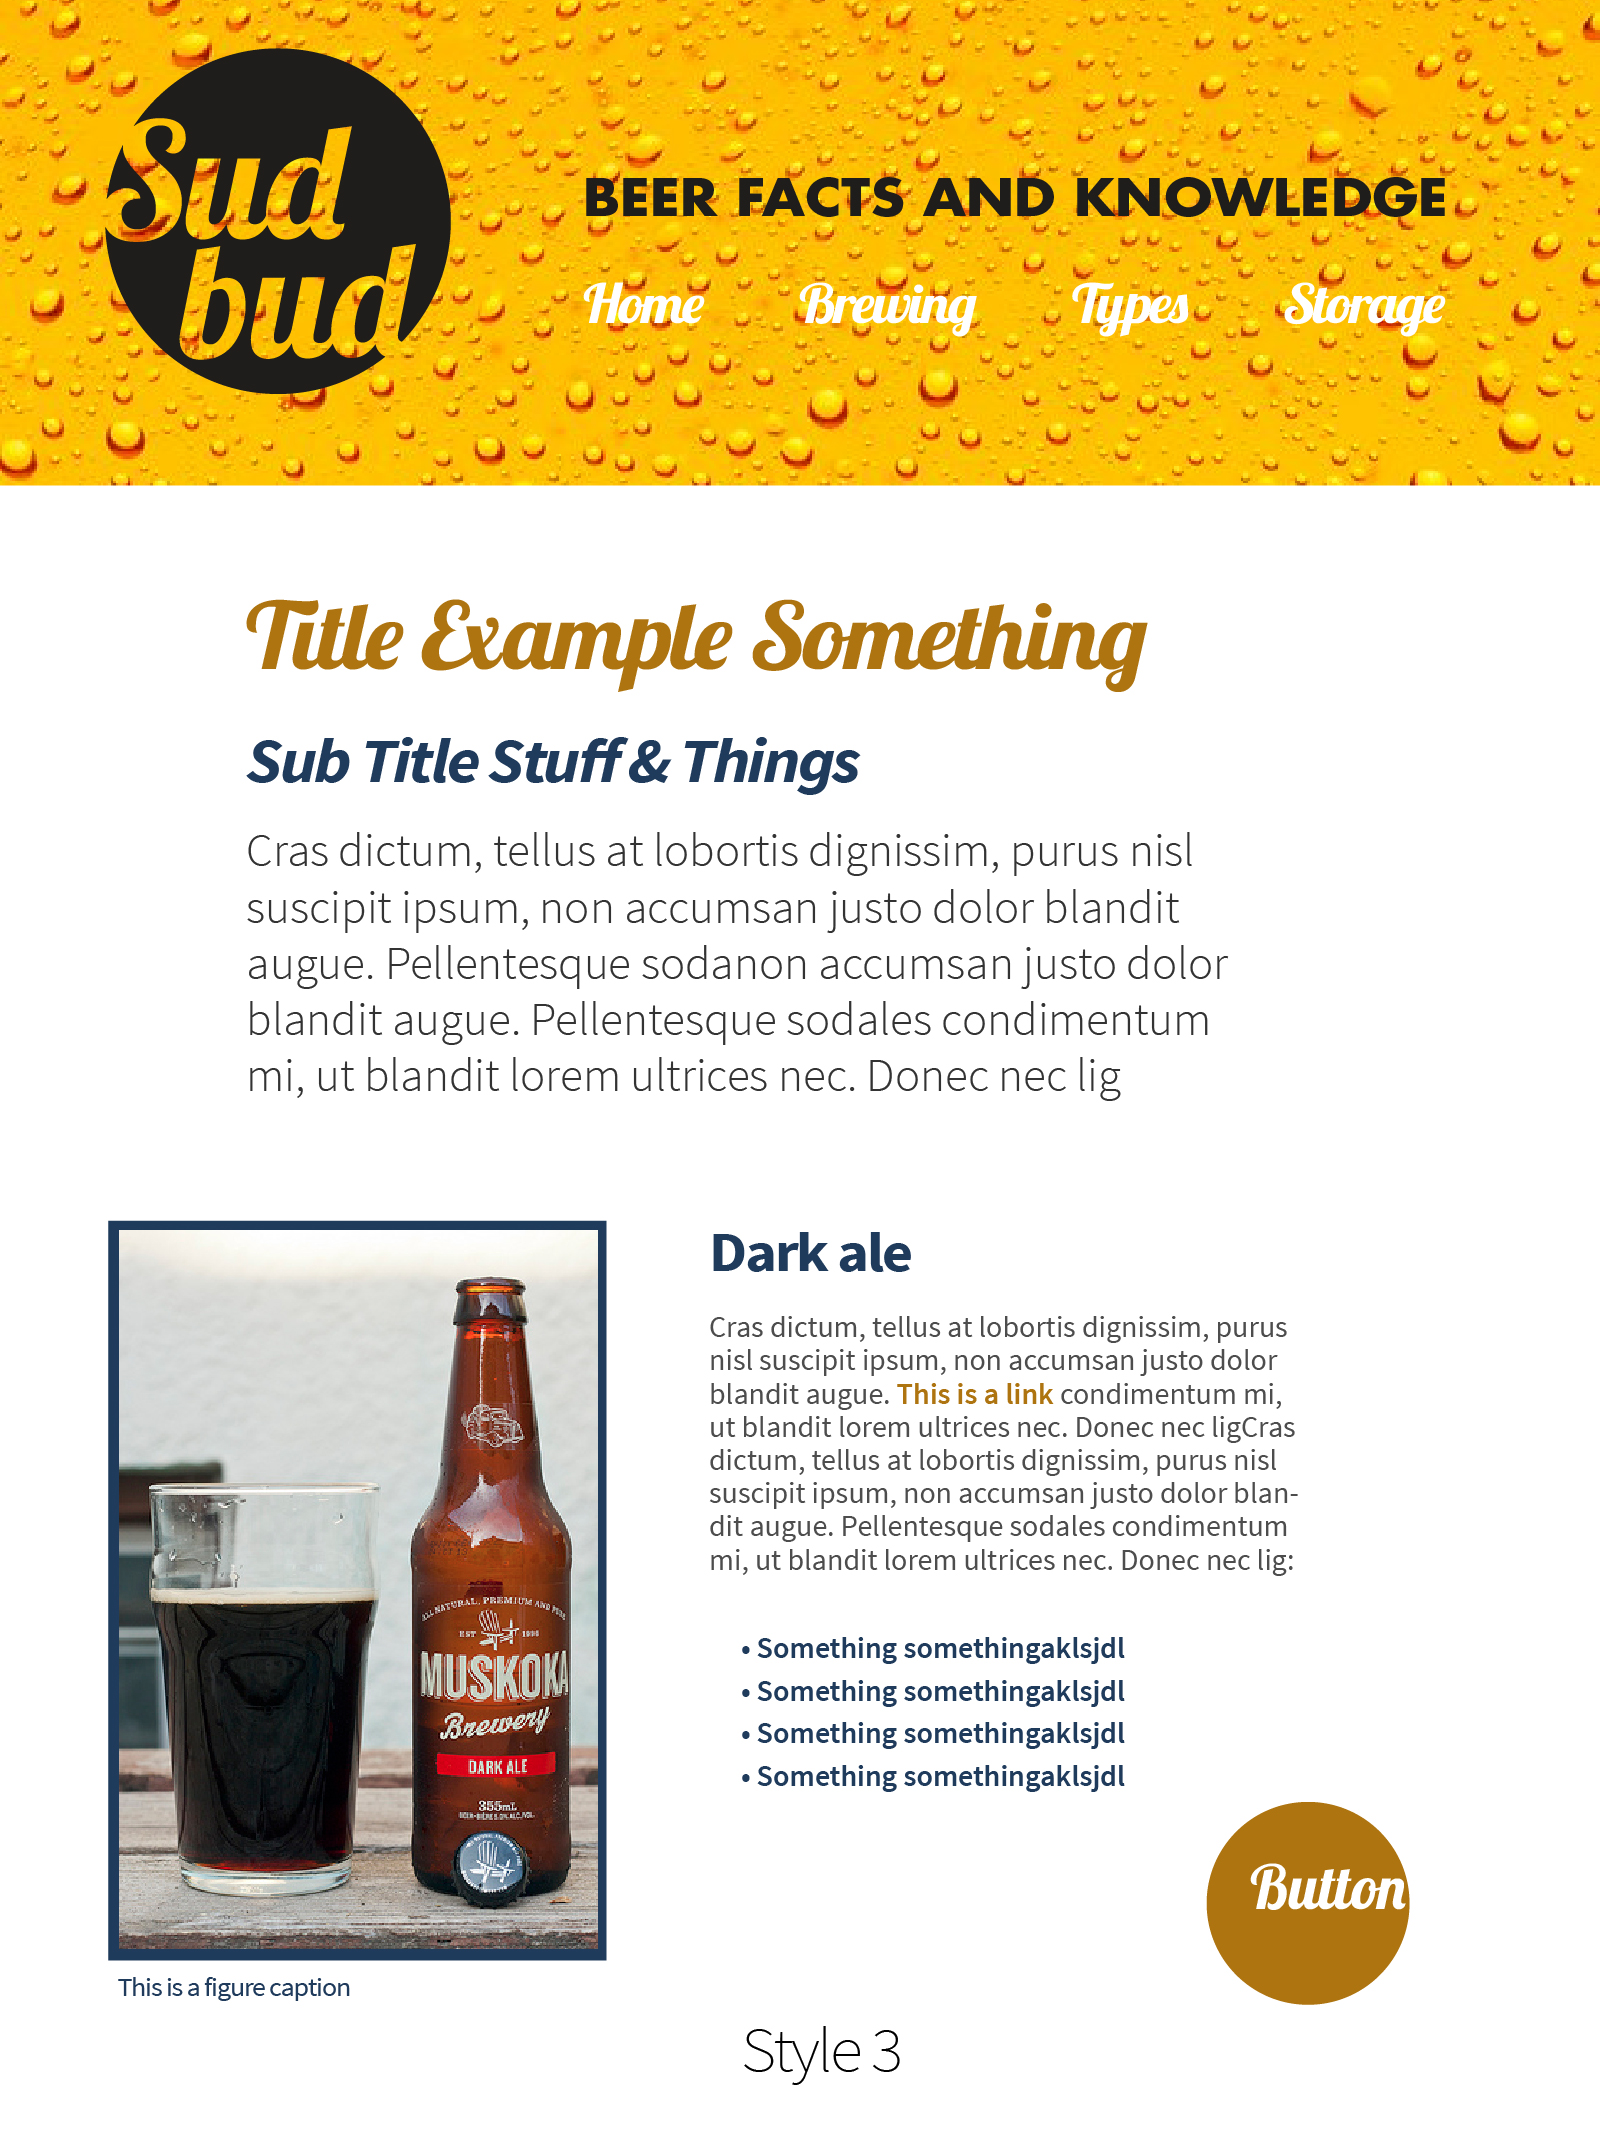 Sud
bud
BEER FACTS AND KNOWLEDGE
Home Brewing Types Storage
Title Example Something
Sub Title Stuff & Things
Cras dictum, tellus at lobortis dignissim, purus nisl
suscipit ipsum, non accumsan justo dolor blandit
augue. Pellentesque sodanon accumsan justo dolor
blandit augue. Pellentesque sodales condimentum
mi, ut blandit lorem ultrices nec. Donec nec lig
Dark ale
Cras dictum, tellus at lobortis dignissim, purus
nisl suscipit ipsum, non accumsan justo dolor
blandit augue. This is a link condimentum mi,
ut blandit lorem ultrices nec. Donec nec ligCras
dictum, tellus at lobortis dignissim, purus nisl
suscipit ipsum, non accumsan justo dolor blan-
dit augue. Pellentesque sodales condimentum
mi, ut blandit lorem ultrices nec. Donec nec lig:
• Something somethingaklsjdl
• Something somethingaklsjdl
• Something somethingaklsjdl
• Something somethingaklsjdl
ALL NATURAL, PREMIUM AND PURE
EST
MUSKOKA
Brewery
DARK ALE
355mL
Button
This is a figure caption
Style 3